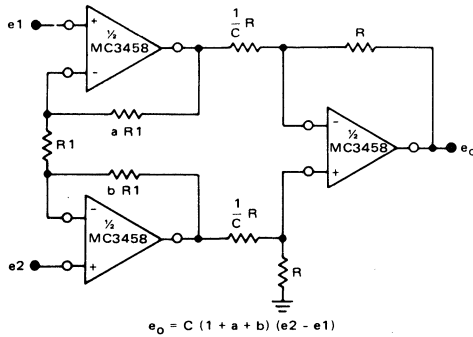 e1
+
½
MC3458
-
1/C R
R
a R1
R1
b R1
-
½
MC3458
+
e2
-
½
MC3458
+
eo
1/C R
R
eo = C (1 + a + b) (e2 - e1)